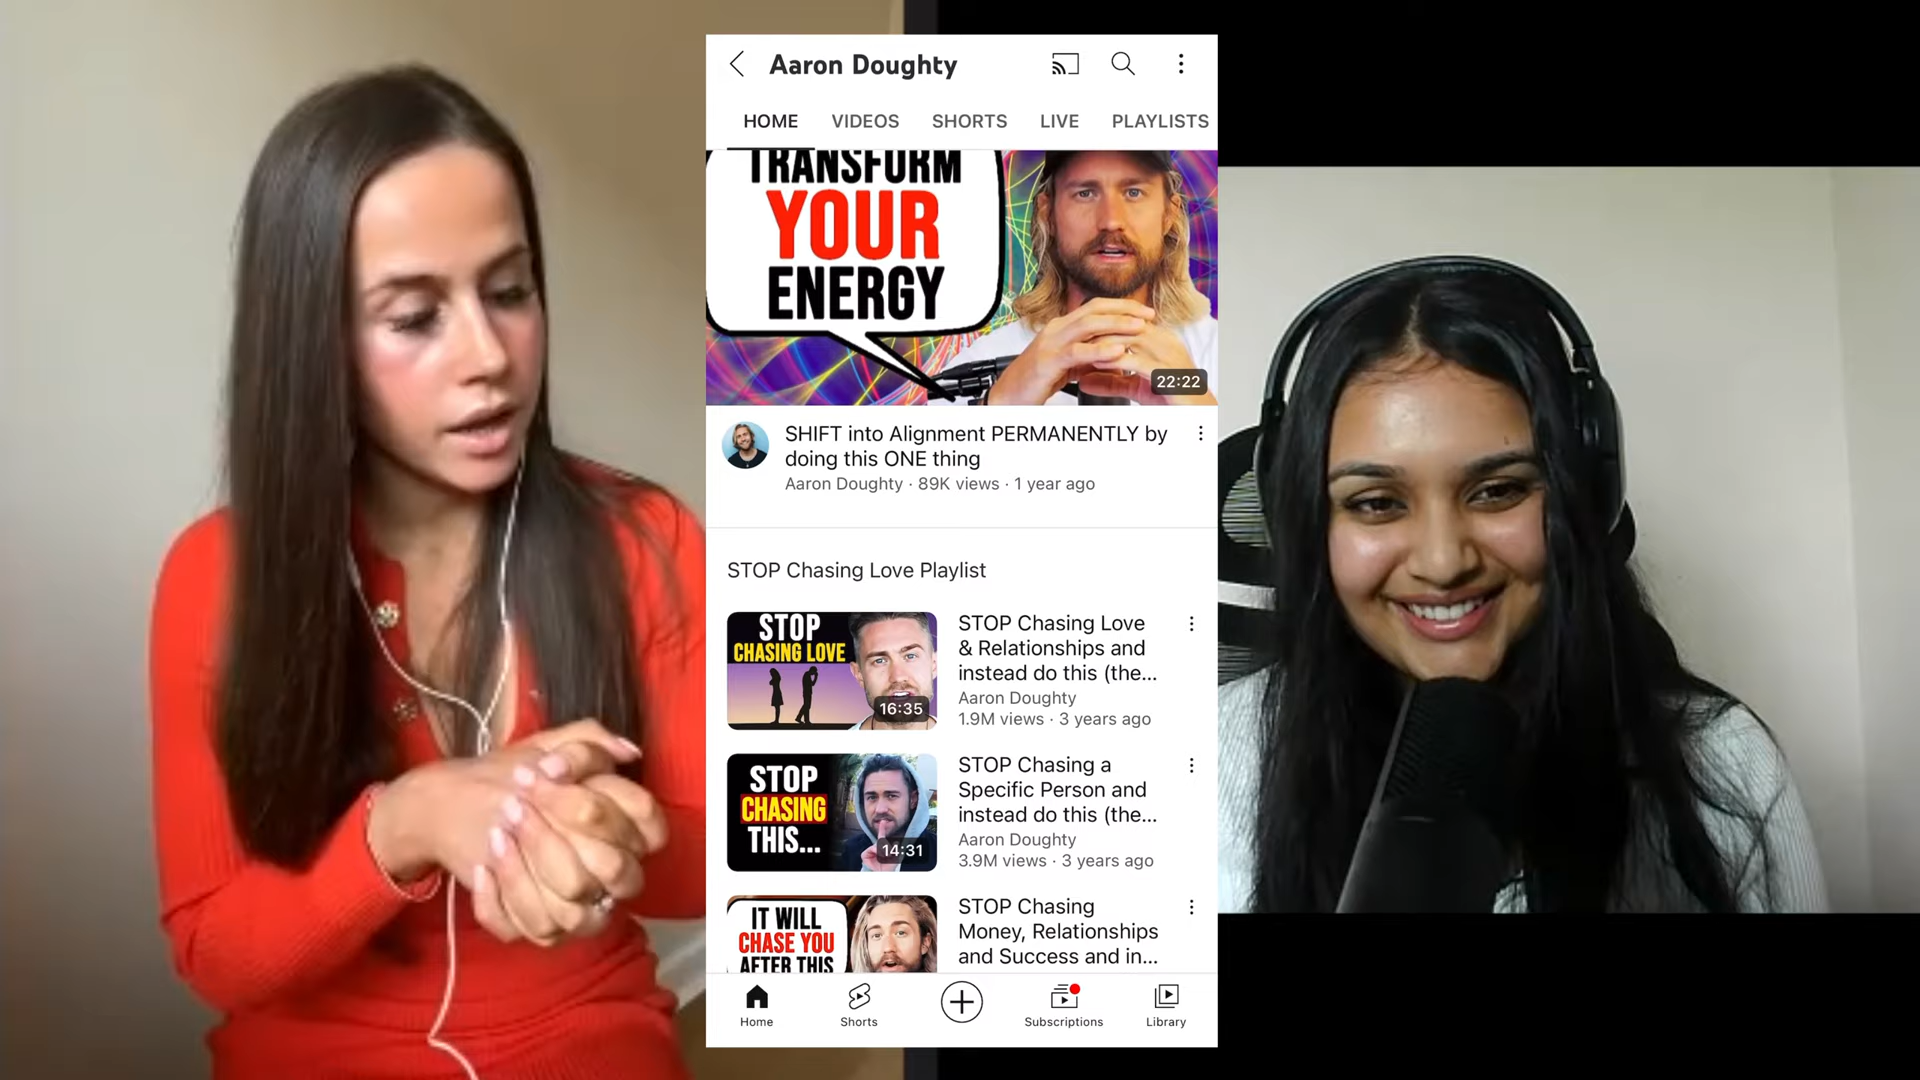 Aaron Doughty
HOME VIDEOS SHORTS LIVE PLAYLISTS
TRANSFORM
YOUR
ENERGY
22:22
SHIFT into Alignment PERMANENTLY by
doing this ONE thing
Aaron Doughty · 89K views · 1 year ago
STOP Chasing Love Playlist
STOP
CHASING LOVE
16:35
STOP Chasing Love
& Relationships and
instead do this (the...
Aaron Doughty
1.9M views · 3 years ago
STOP
CHASING
THIS...
14:31
STOP Chasing a
Specific Person and
instead do this (the...
Aaron Doughty
3.9M views · 3 years ago
IT WILL
CHASE YOU
AFTER THIS
STOP Chasing
Money, Relationships
and Success and in...
Home Shorts Subscriptions Library